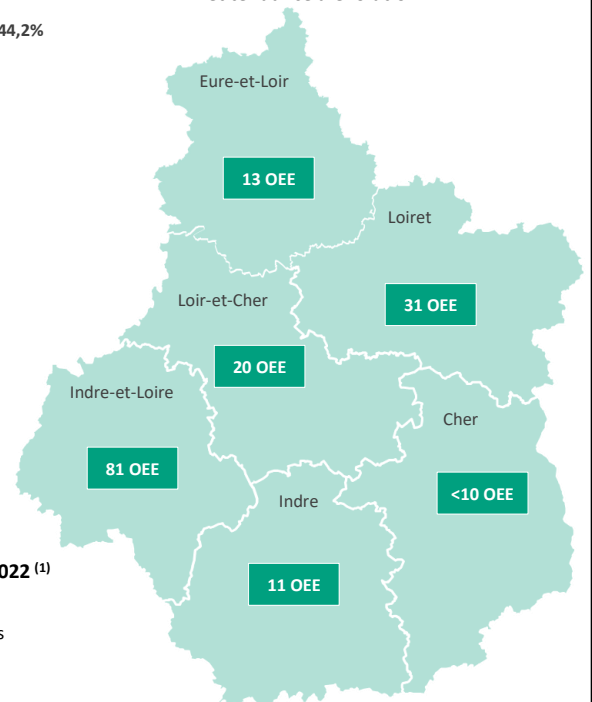 44,2%
Eure-et-Loir
13 OEE
Loiret
31 OEE
Loir-et-Cher
20 OEE
Indre-et-Loire
81 OEE
Cher
<10 OEE
Indre
11 OEE
022 (1)
s